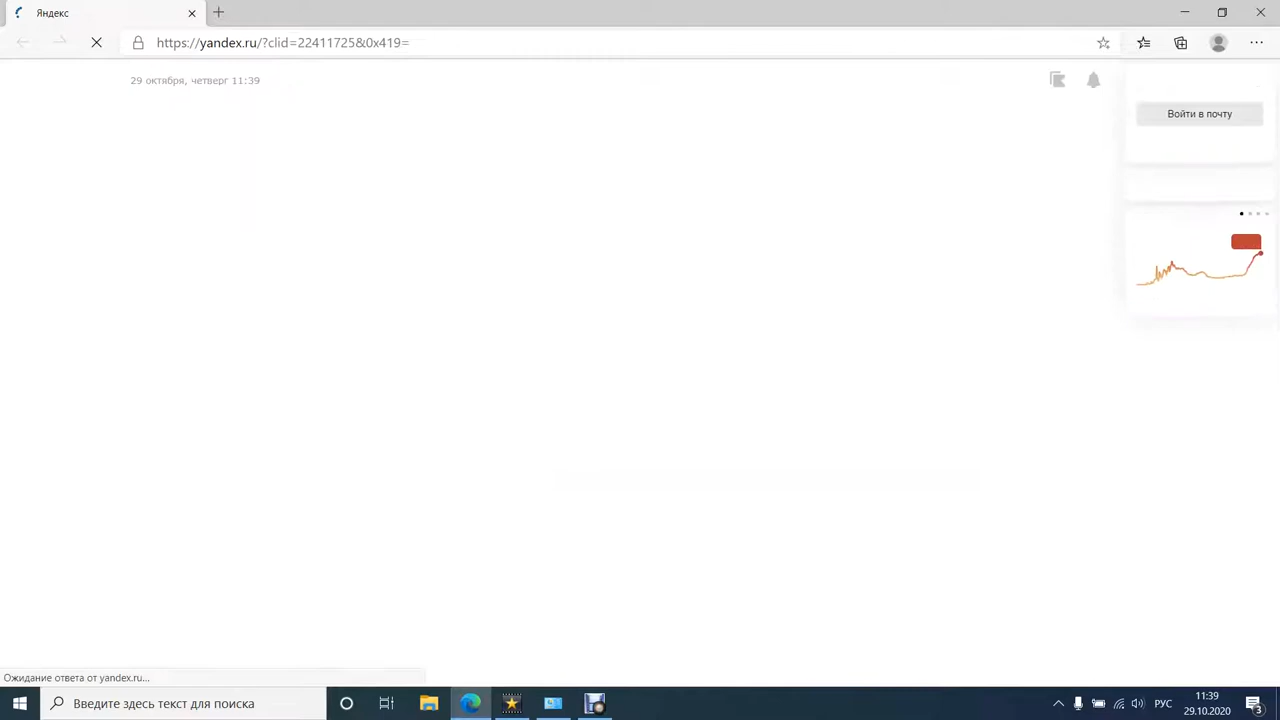 Яндекс
https://yandex.ru/?clid=22411725&0x419=
29 октября, четверг 11:39
Войти в почту
Ожидание ответа от yandex.ru...
Введите здесь текст для поиска
РУС
11:39
29.10.2020
3